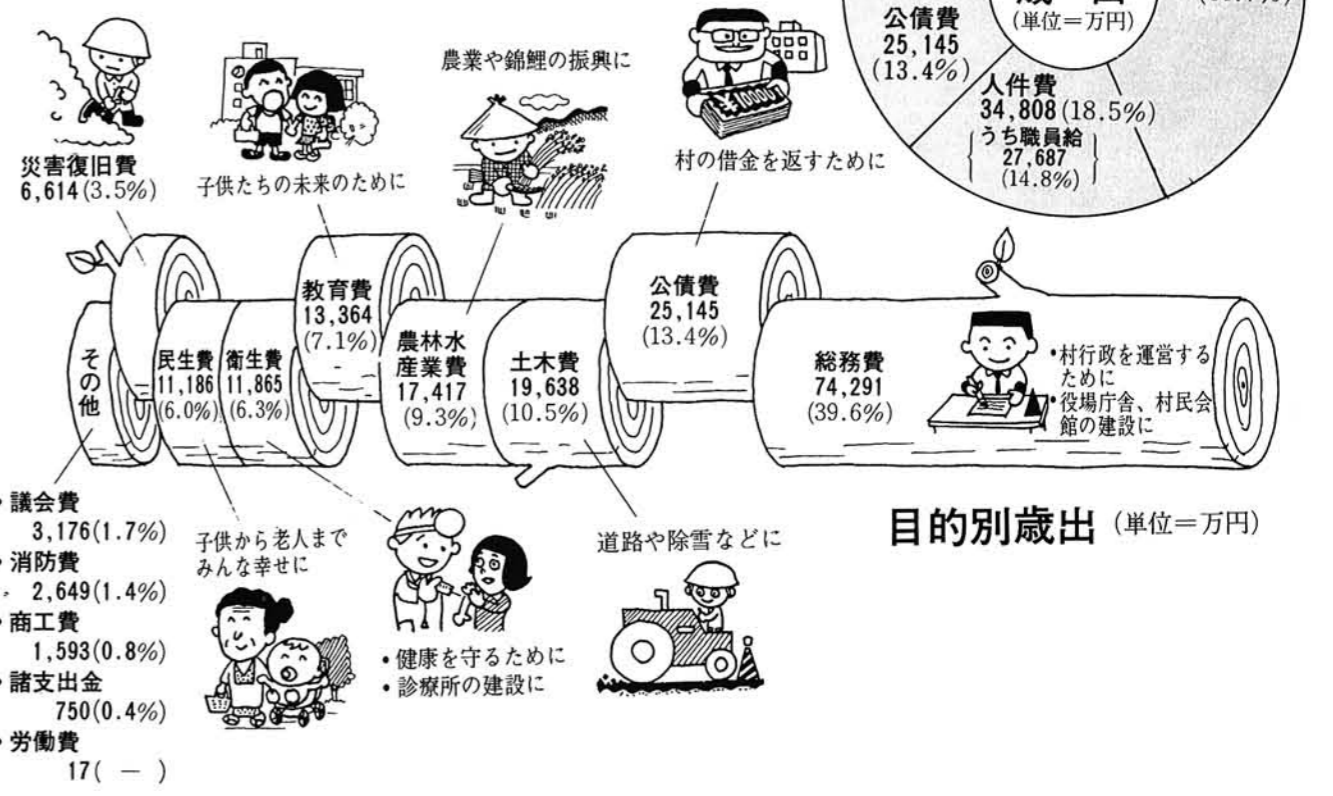 歳出
(単位＝万円)
公債費
25,145
(13.4%)
人件費
34,808(18.5%)
うち職員給
27,687
(14.8%)
農業や錦鯉の振興に
村の借金を返すために
災害復旧費
6,614(3.5%)
子供たちの未来のために
その他
民生費
11,186
(6.0%)
衛生費
11,865
(6.3%)
教育費
13,364
(7.1%)
農林水
産業費
17,417
(9.3%)
土木費
19,638
(10.5%)
公債費
25,145
(13.4%)
¥10000
総務費
74,291
(39.6%)
•村行政を運営する
ために
•役場庁舎、村民会
館の建設に
目的別歳出 (単位＝万円)
・議会費
3,176(1.7%)
・消防費
2,649(1.4%)
・商工費
1,593(0.8%)
・諸支出金
750(0.4%)
・労働費
17( － )
子供から老人まで
みんな幸せに
•健康を守るために
•診療所の建設に
道路や除雪などに